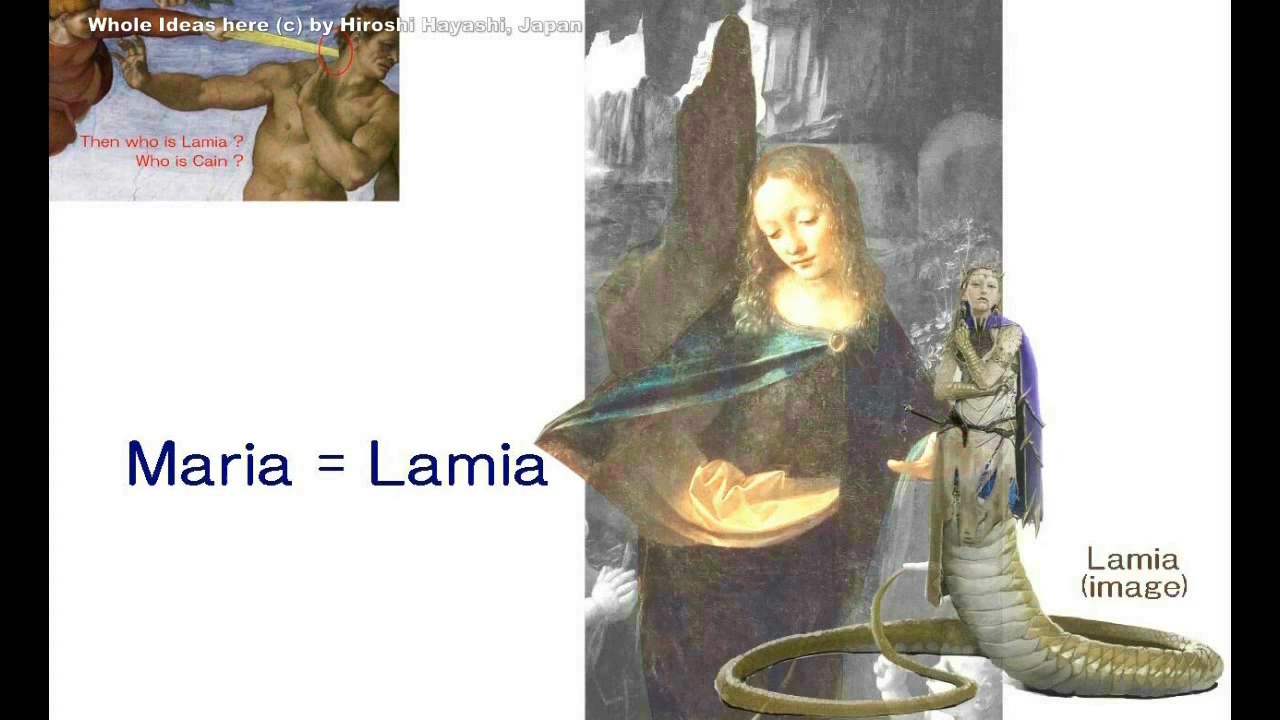 Whole Ideas here (c) by Hiroshi Hayashi, Japan
Then who is Lamia ?
Who is Cain ?
Maria = Lamia
Lamia
(image)